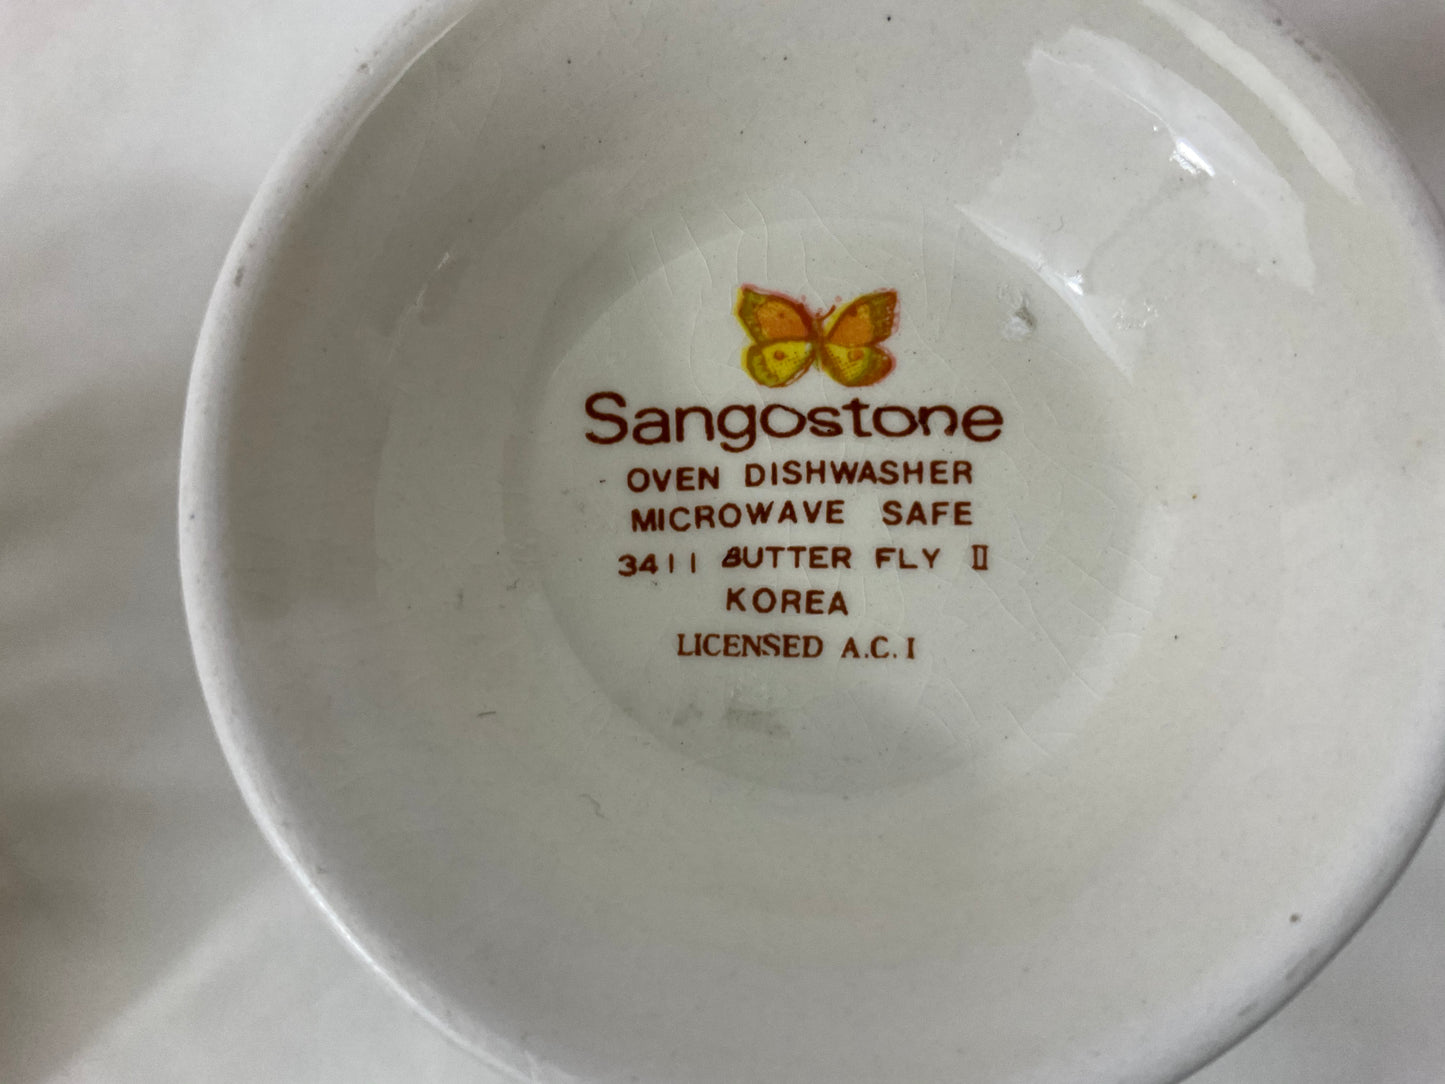 Sangostone
OVEN DISHWASHER
MICROWAVE SAFE
3411 BUTTER FLY II
KOREA
LICENSED A.C.I